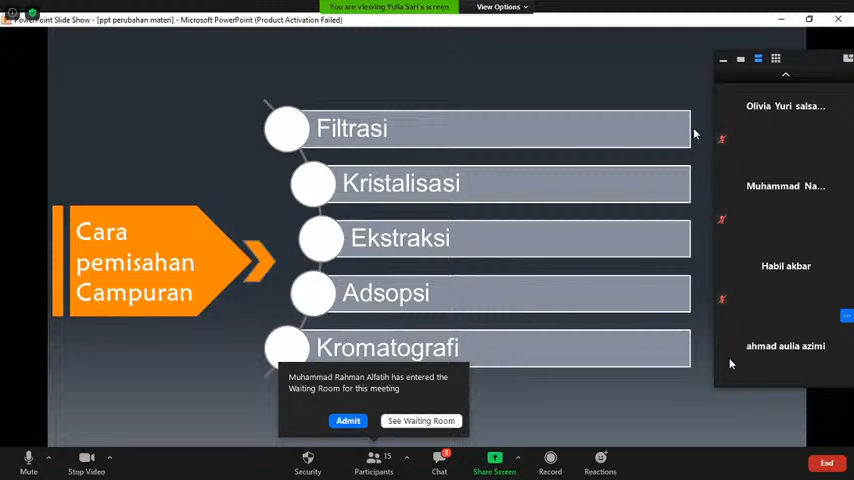 You are viewing Yulia Sari's screen
View Options
PowerPoint Slide Show - [ppt perubahan materi] - Microsoft PowerPoint (Product Activation Failed)
Cara
pemisahan
Campuran
Filtrasi
Kristalisasi
Ekstraksi
Adsopsi
Kromatografi
Olivia Yuri salsa...
Muhammad Na...
Habil akbar
ahmad aulia azimi
Muhammad Rahman Alfatih has entered the
Waiting Room for this meeting
Admit
See Waiting Room
Mute
Stop Video
Security
Participants
15
Chat
1
Share Screen
Record
Reactions
End